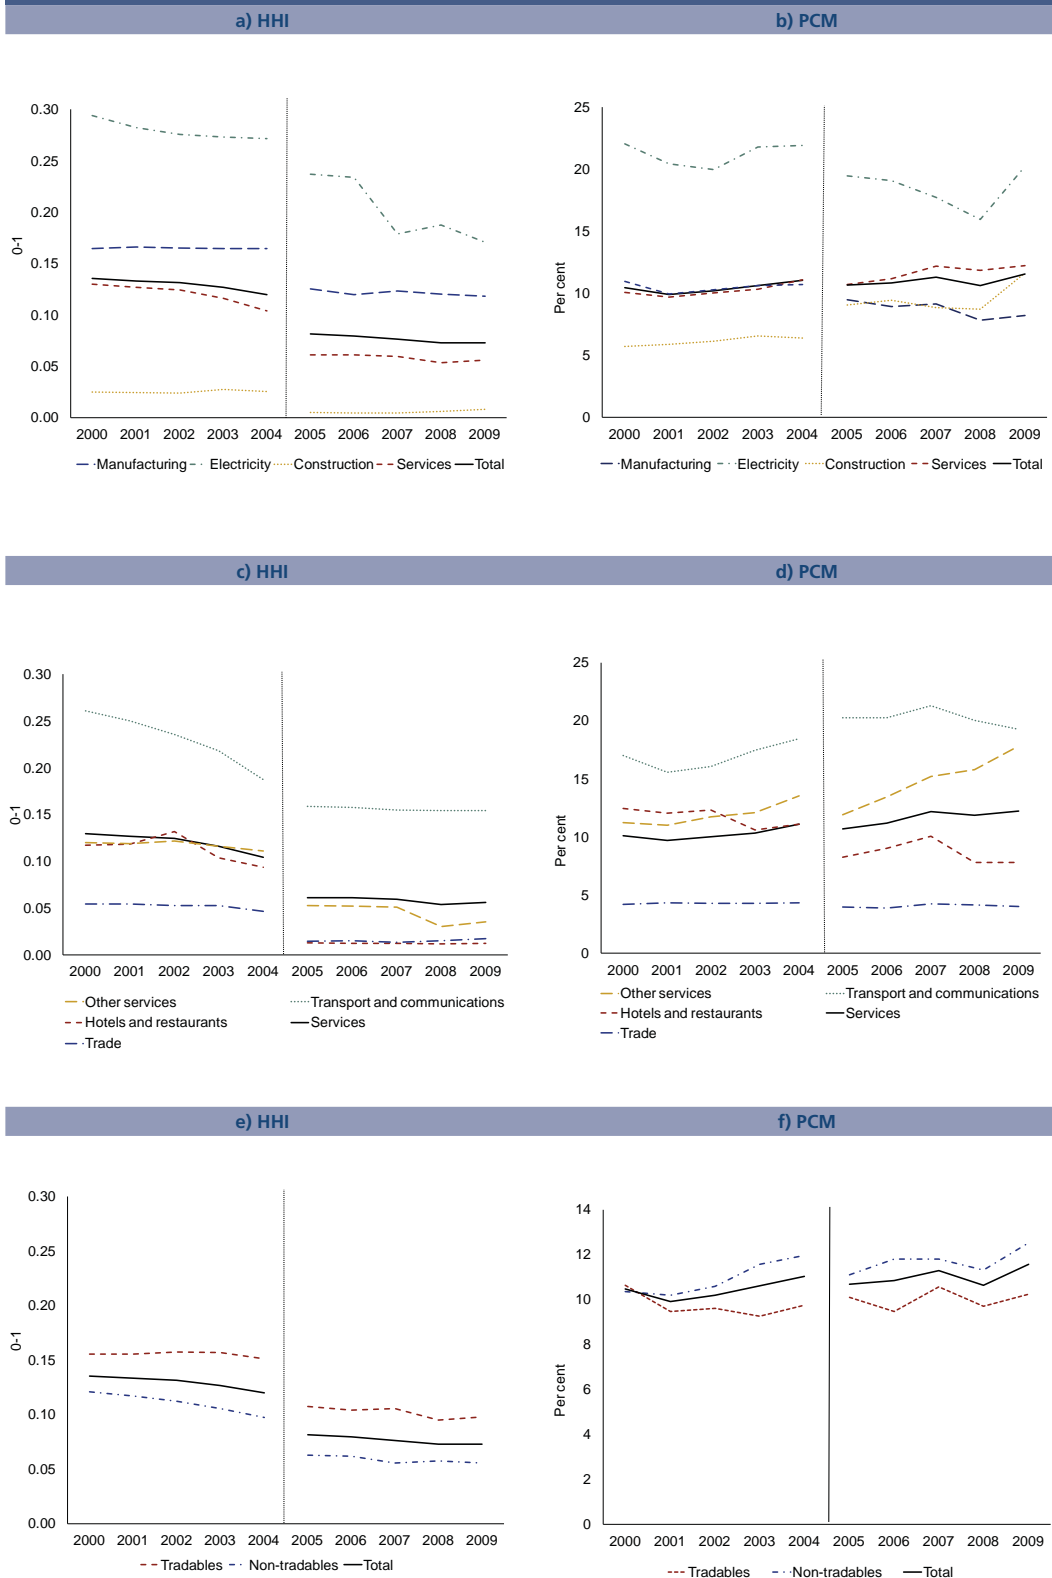 a) HHI
b) PCM
0.30
0.25
0.20
0.15
0.10
0.05
0.00
0-1
2000 2001 2002 2003 2004 2005 2006 2007 2008 2009
Manufacturing Electricity Construction Services Total
25
20
15
10
5
0
Per cent
2000 2001 2002 2003 2004 2005 2006 2007 2008 2009
Manufacturing Electricity Construction Services Total
c) HHI
d) PCM
0.30
0.25
0.20
0.15
0.10
0.05
0.00
0-1
2000 2001 2002 2003 2004 2005 2006 2007 2008 2009
Other services Transport and communications
Hotels and restaurants Services
Trade
25
20
15
10
5
0
Per cent
2000 2001 2002 2003 2004 2005 2006 2007 2008 2009
Other services Transport and communications
Hotels and restaurants Services
Trade
e) HHI
f) PCM
0.30
0.25
0.20
0.15
0.10
0.05
0.00
0-1
2000 2001 2002 2003 2004 2005 2006 2007 2008 2009
Tradables Non-tradables Total
14
12
10
8
6
4
2
0
Per cent
2000 2001 2002 2003 2004 2005 2006 2007 2008 2009
Tradables Non-tradables Total